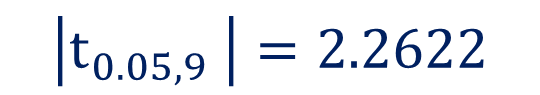 |t₀.₀₅,₉ | = 2.2622